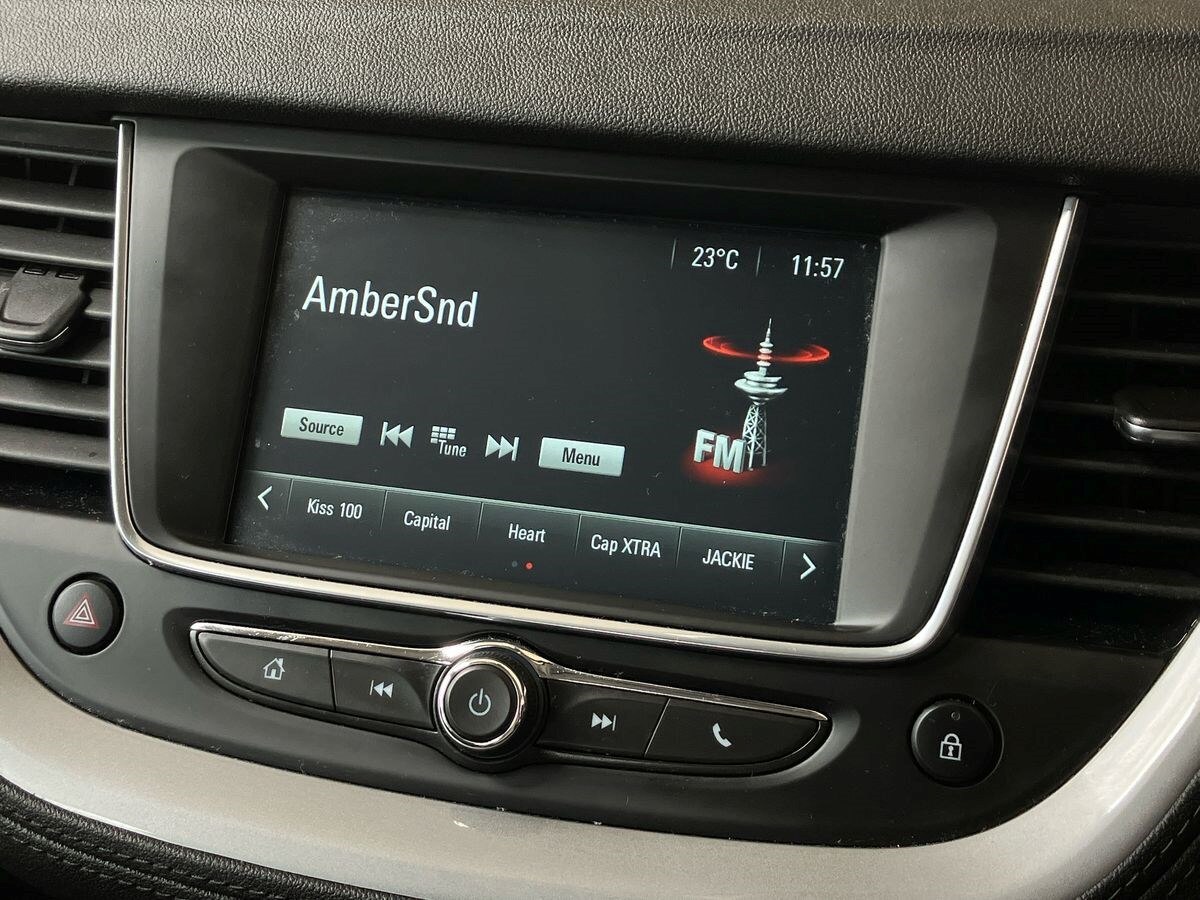 23°C 11:57
AmberSnd
Source Tune Menu
FM
Kiss 100 Capital Heart Cap XTRA JACKIE